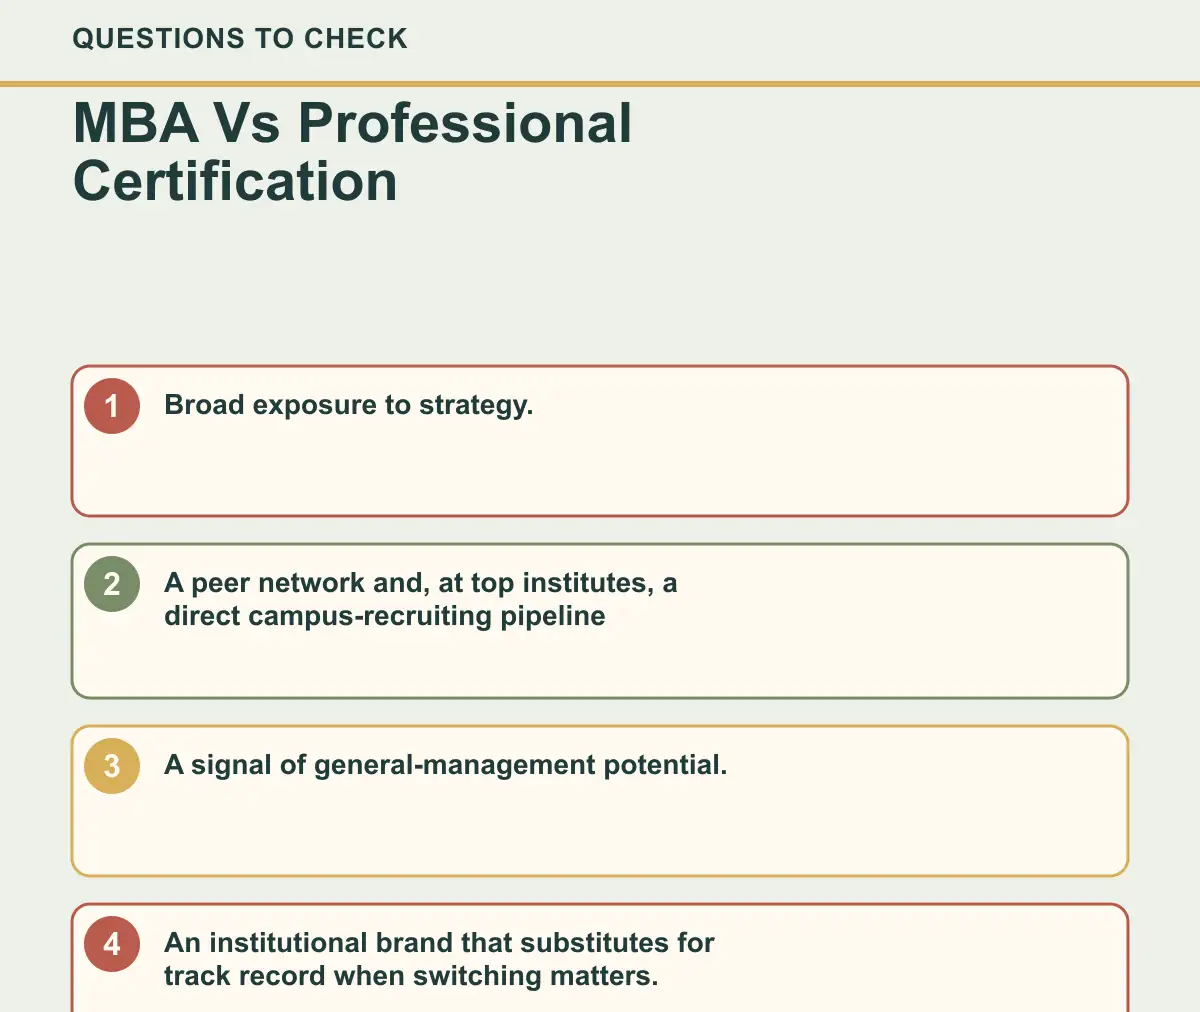 QUESTIONS TO CHECK
MBA Vs Professional
Certification
1 Broad exposure to strategy.
2 A peer network and, at top institutes, a
direct campus-recruiting pipeline
3 A signal of general-management potential.
4 An institutional brand that substitutes for
track record when switching matters.